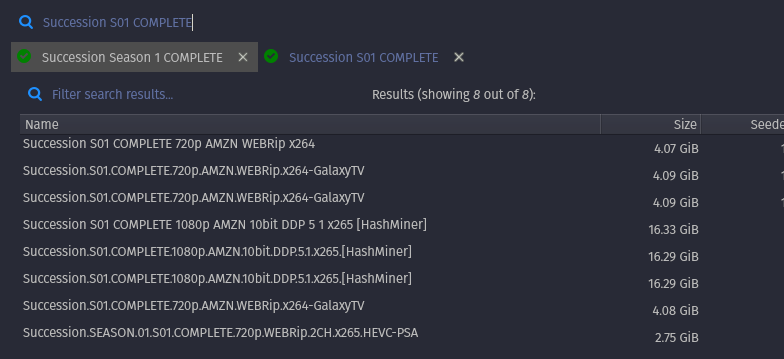 Succession S01 COMPLETE
Succession Season 1 COMPLETE Succession S01 COMPLETE
Filter search results... Results (showing 8 out of 8):
Name Size Seede
Succession S01 COMPLETE 720p AMZN WEBRip x264 4.07 GiB 1
Succession.S01.COMPLETE.720p.AMZN.WEBRip.x264-GalaxyTV 4.09 GiB 1
Succession.S01.COMPLETE.720p.AMZN.WEBRip.x264-GalaxyTV 4.09 GiB 1
Succession S01 COMPLETE 1080p AMZN 10bit DDP 5 1 x265 [HashMiner] 16.33 GiB
Succession.S01.COMPLETE.1080p.AMZN.10bit.DDP.5.1.x265.[HashMiner] 16.29 GiB
Succession.S01.COMPLETE.1080p.AMZN.10bit.DDP.5.1.x265.[HashMiner] 16.29 GiB
Succession.S01.COMPLETE.720p.AMZN.WEBRip.x264-GalaxyTV 4.08 GiB
Succession.SEASON.01.S01.COMPLETE.720p.WEBRip.2CH.x265.HEVC-PSA 2.75 GiB